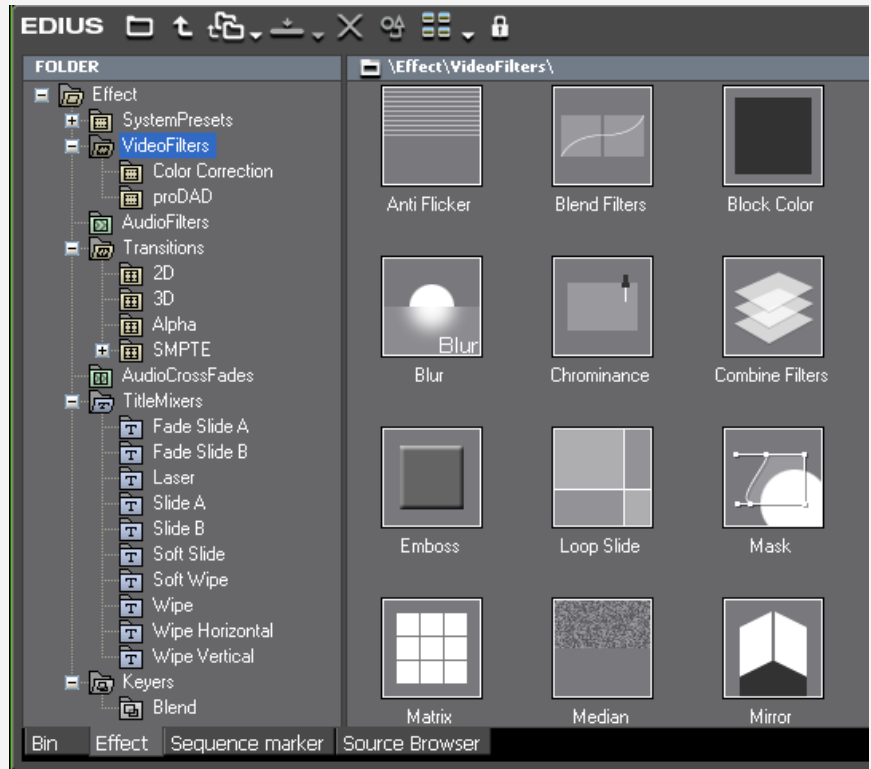 EDIUS
FOLDER
Effect
SystemPresets
VideoFilters
Color Correction
proDAD
AudioFilters
Transitions
2D
3D
Alpha
SMPTE
AudioCrossFades
TitleMixers
Fade Slide A
Fade Slide B
Laser
Slide A
Slide B
Soft Slide
Soft Wipe
Wipe
Wipe Horizontal
Wipe Vertical
Keyers
Blend
\Effect\VideoFilters\
Anti Flicker Blend Filters Block Color
Blur
Blur Chrominance Combine Filters
Emboss Loop Slide Mask
Matrix Median Mirror
Bin Effect Sequence marker Source Browser